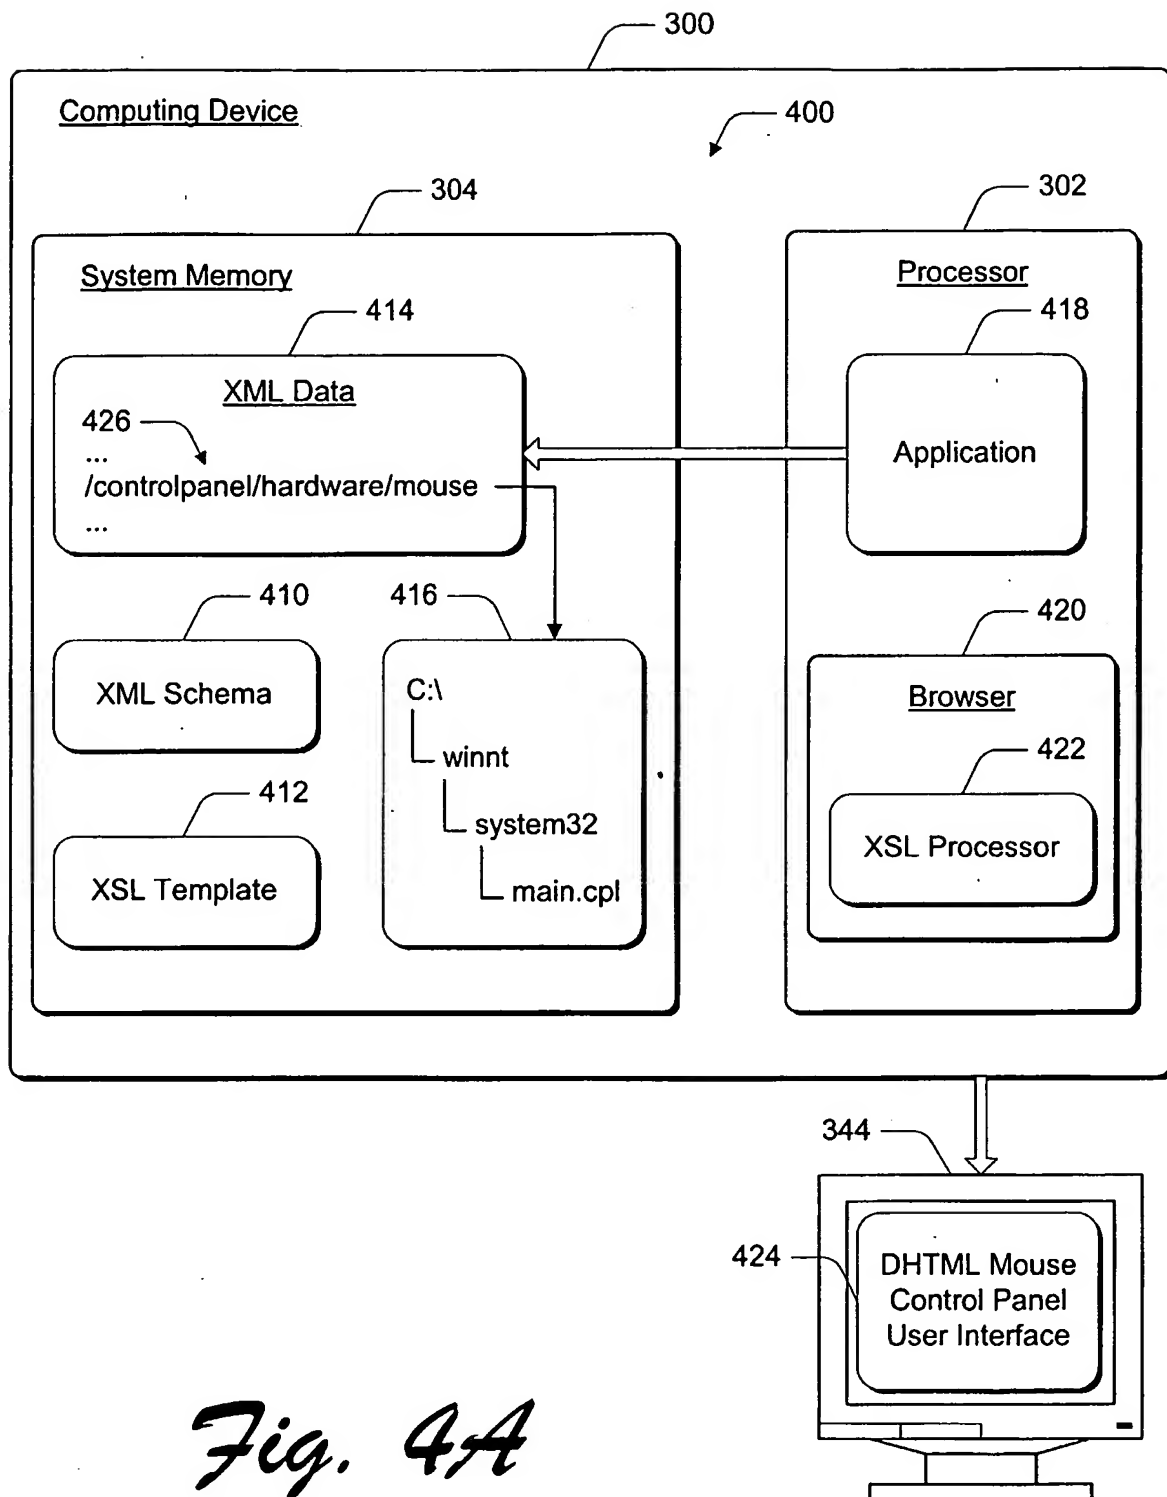 300
Computing Device
400
304
302
System Memory
Processor
414
418
XML Data
426
...
/controlpanel/hardware/mouse
...
Application
410
416
420
XML Schema
C:\
winnt
system32
main.cpl
Browser
412
422
XSL Template
XSL Processor
344
424
DHTML Mouse
Control Panel
User Interface
Fig. 4A